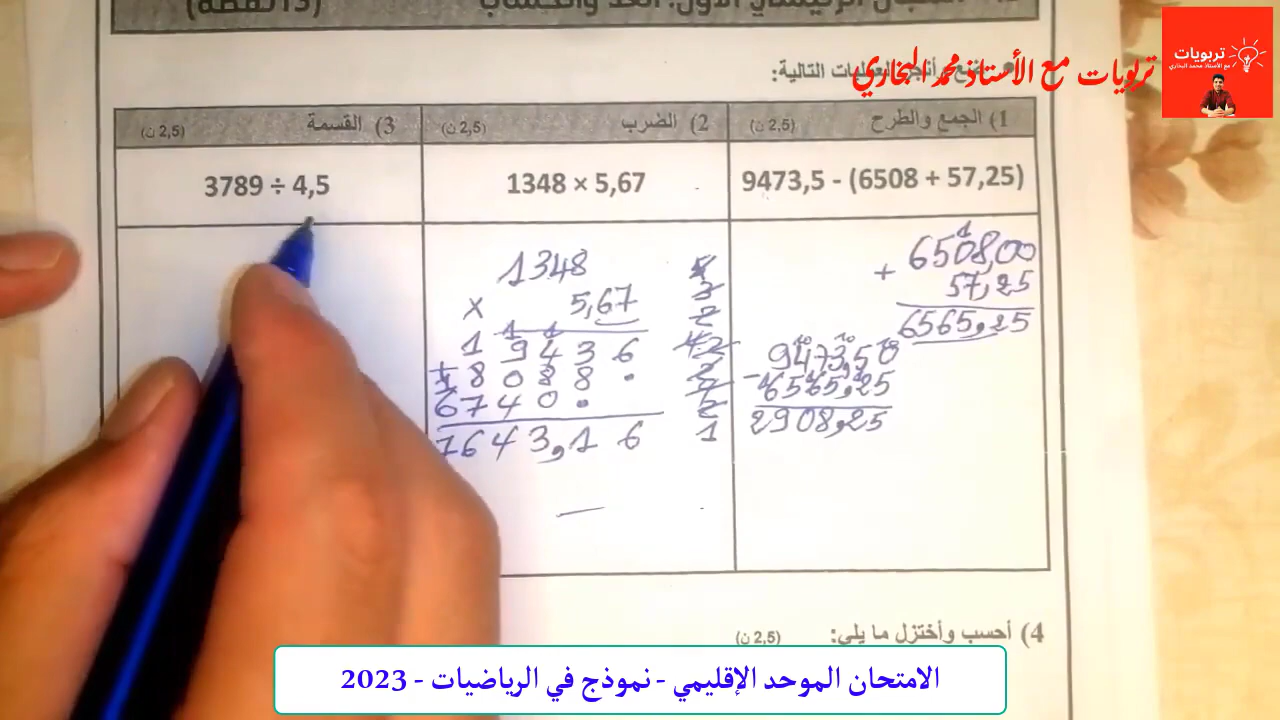 (13 نقطة)
تربويات مع الأستاذ محمد البخاري
تربويات
مع الأستاذ محمد البخاري
العمليات التالية:
1) الجمع والطرح (2,5 ن)
2) الضرب (2,5 ن)
3) القسمة (2,5 ن)
9473,5 - (6508 + 57,25)
1348 × 5,67
3789 ÷ 4,5
6508,00
+ 57,25
6565,25
9473,50
- 6565,25
2908,25
1348
× 5,67
9436
8088.
6740..
7643,16
4) أحسب وأختزل ما يلي: (2,5 ن)
الامتحان الموحد الإقليمي - نموذج في الرياضيات - 2023